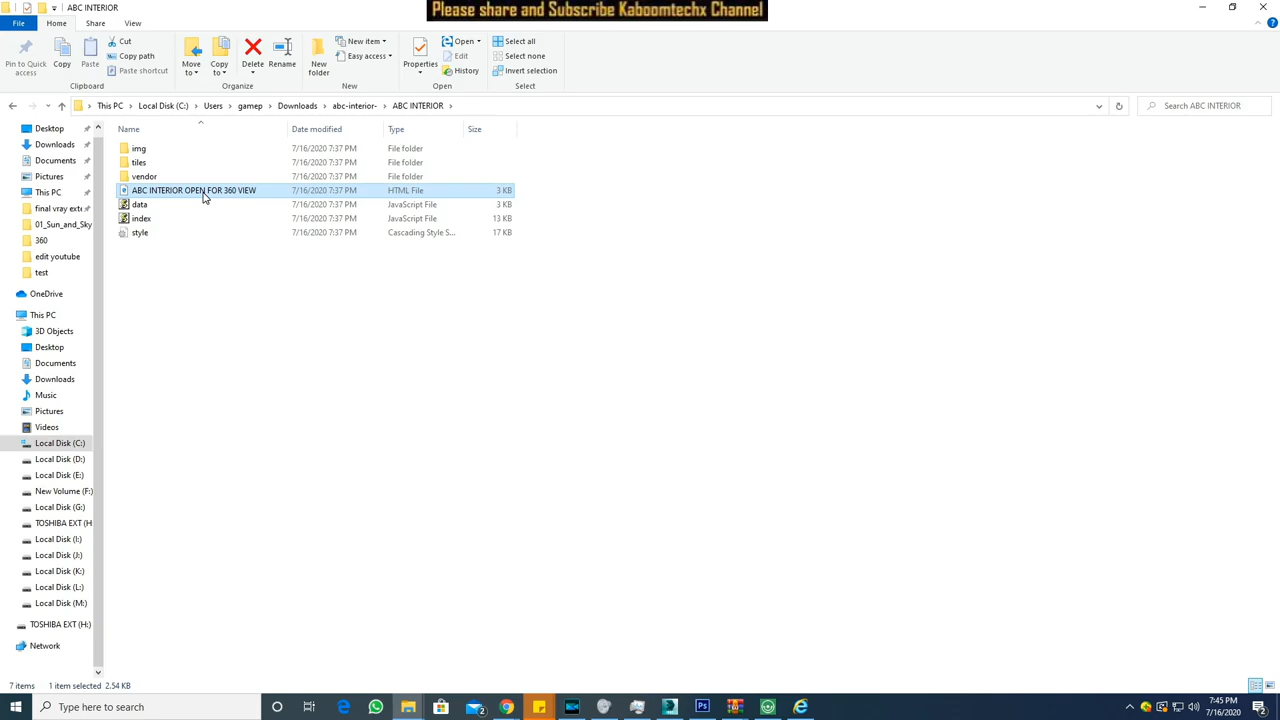 ABC INTERIOR
Please share and Subscribe Kaboomtechx Channel
File
Home
Share
View
Pin to Quick access
Copy
Paste
Cut
Copy path
Paste shortcut
Clipboard
Move to
Copy to
Delete
Rename
Organize
New folder
New item
Easy access
New
Properties
Open
Edit
History
Open
Select all
Select none
Invert selection
Select
This PC > Local Disk (C:) > Users > gamep > Downloads > abc-interior- > ABC INTERIOR >
Search ABC INTERIOR
Name Date modified Type Size
img 7/16/2020 7:37 PM File folder
tiles 7/16/2020 7:37 PM File folder
vendor 7/16/2020 7:37 PM File folder
ABC INTERIOR OPEN FOR 360 VIEW 7/16/2020 7:37 PM HTML File 3 KB
data 7/16/2020 7:37 PM JavaScript File 3 KB
index 7/16/2020 7:37 PM JavaScript File 13 KB
style 7/16/2020 7:37 PM Cascading Style S... 17 KB
Desktop
Downloads
Documents
Pictures
This PC
final vray exte
01_Sun_and_Sky
360
edit youtube
test
OneDrive
This PC
3D Objects
Desktop
Documents
Downloads
Music
Pictures
Videos
Local Disk (C:)
Local Disk (D:)
Local Disk (E:)
New Volume (F:)
Local Disk (G:)
TOSHIBA EXT (H
Local Disk (I:)
Local Disk (J:)
Local Disk (K:)
Local Disk (L:)
Local Disk (M:)
TOSHIBA EXT (H:)
Network
7 items 1 item selected 2.54 KB
Type here to search
2
Ps
7:45 PM
7/16/2020
2